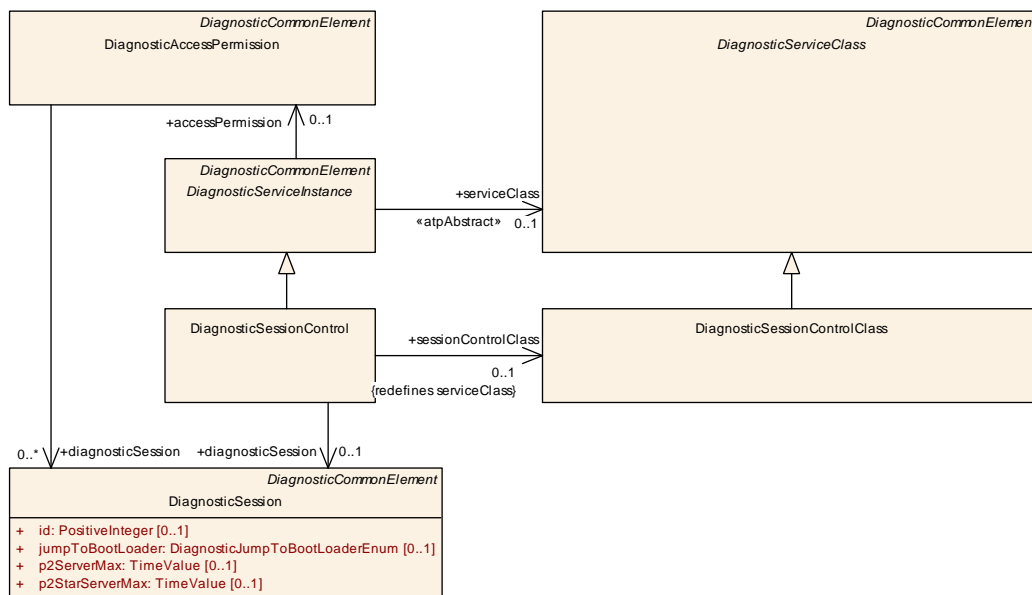 DiagnosticCommonElement
DiagnosticAccessPermission
DiagnosticCommonElement
DiagnosticServiceClass
+accessPermission
0..1
DiagnosticCommonElement
DiagnosticServiceInstance
+serviceClass
«atpAbstract»
0..1
DiagnosticSessionControl
DiagnosticSessionControlClass
+sessionControlClass
0..1
{redefines serviceClass}
0..*
+diagnosticSession
+diagnosticSession
0..1
DiagnosticCommonElement
DiagnosticSession
+ id: PositiveInteger [0..1]
+ jumpToBootLoader: DiagnosticJumpToBootLoaderEnum [0..1]
+ p2ServerMax: TimeValue [0..1]
+ p2StarServerMax: TimeValue [0..1]